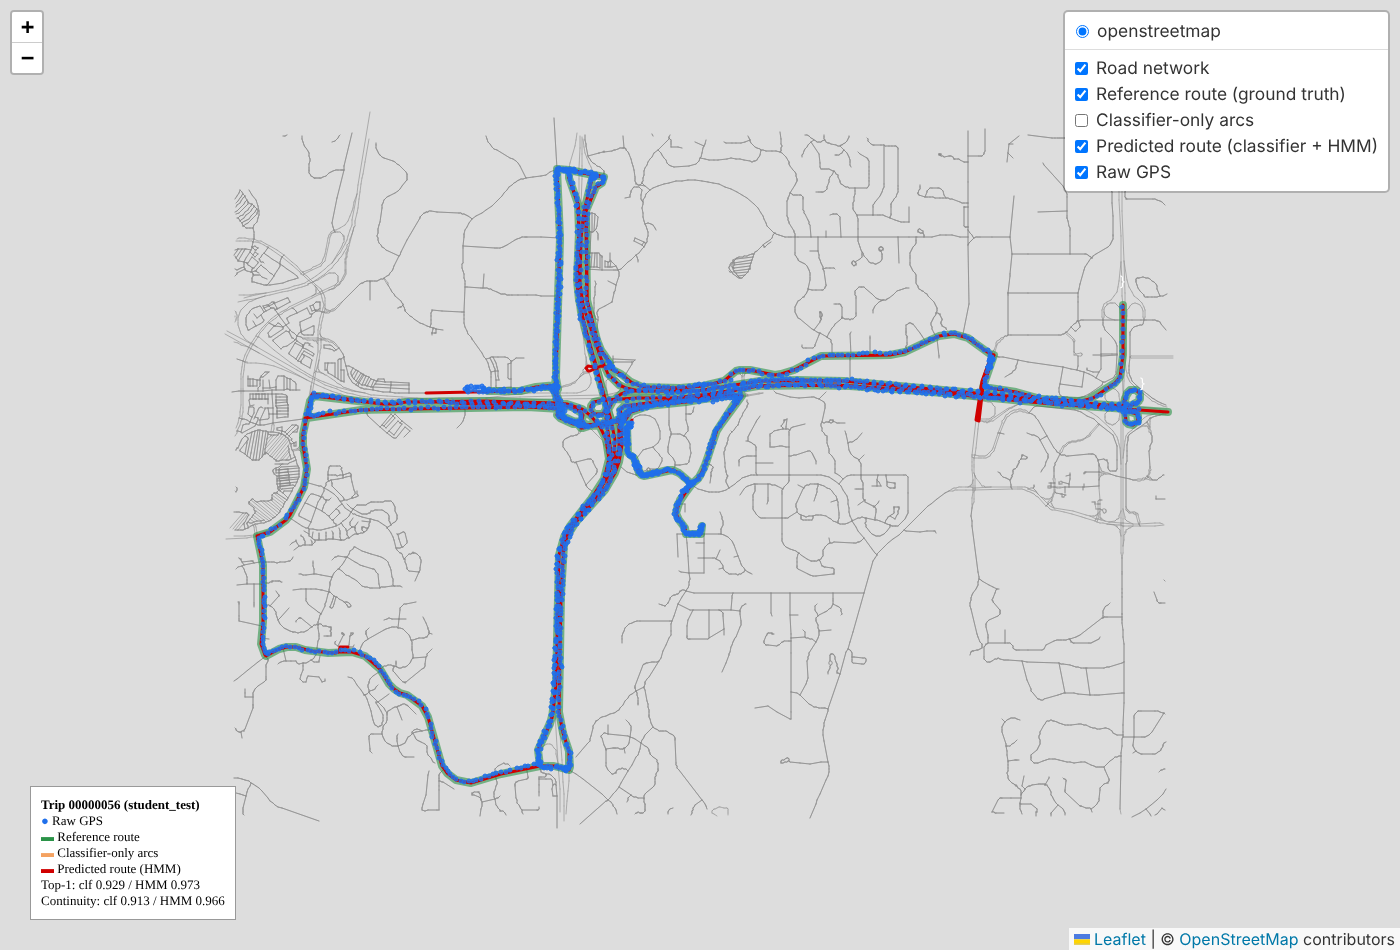 +
−
openstreetmap
Road network
Reference route (ground truth)
Classifier-only arcs
Predicted route (classifier + HMM)
Raw GPS
Trip 00000056 (student_test)
Raw GPS
Reference route
Classifier-only arcs
Predicted route (HMM)
Top-1: clf 0.929 / HMM 0.973
Continuity: clf 0.913 / HMM 0.966
Leaflet | © OpenStreetMap contributors